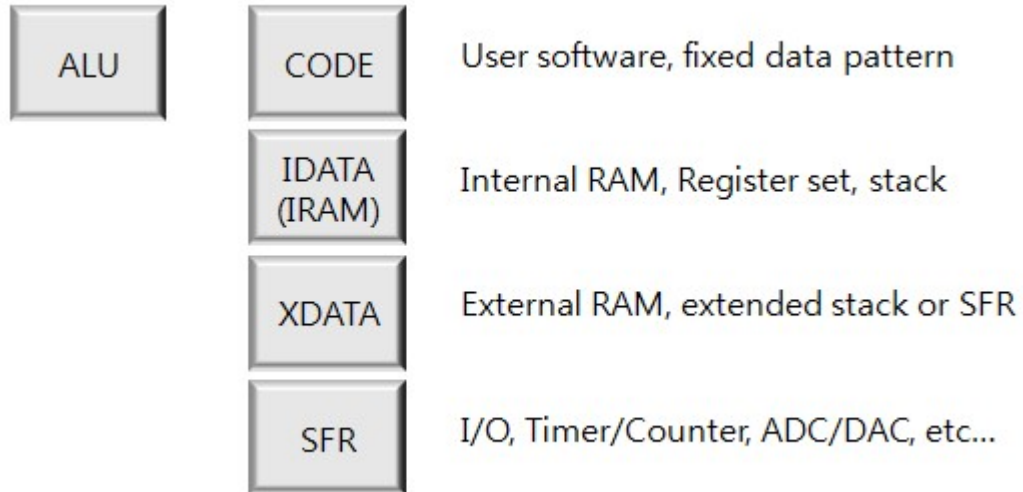 ALU
CODE
User software, fixed data pattern
IDATA
(IRAM)
Internal RAM, Register set, stack
XDATA
External RAM, extended stack or SFR
SFR
I/O, Timer/Counter, ADC/DAC, etc...